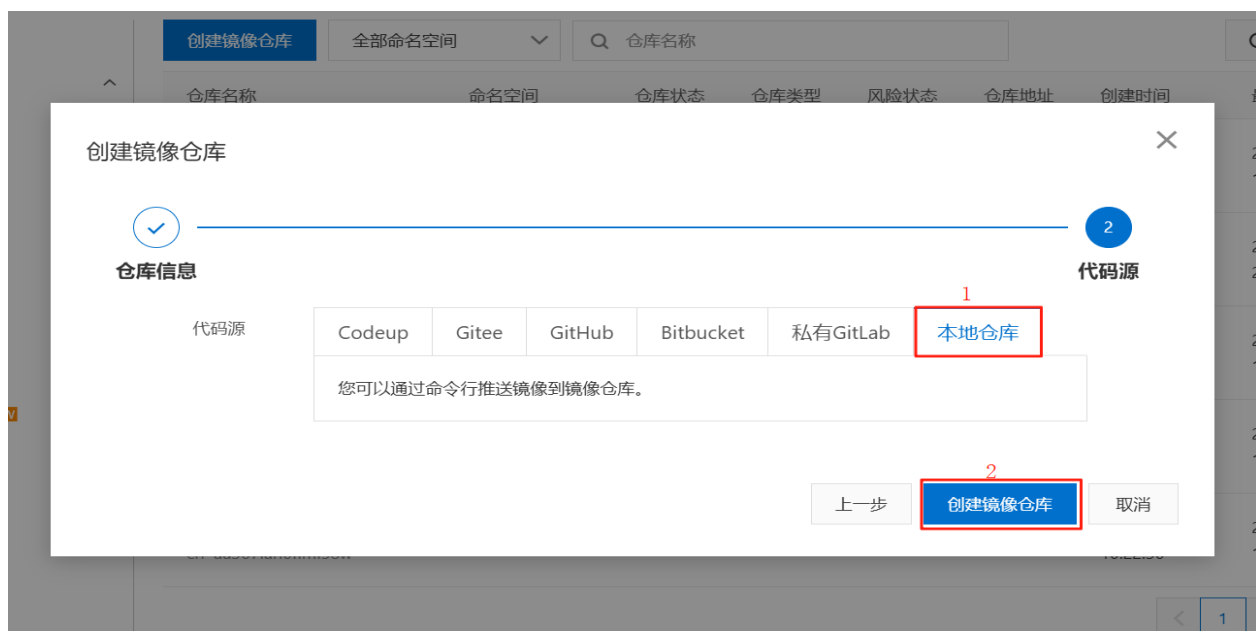 创建镜像仓库 全部命名空间 仓库名称
仓库名称 命名空间 仓库状态 仓库类型 风险状态 仓库地址 创建时间
创建镜像仓库
2
仓库信息 代码源
1
代码源 Codeup Gitee GitHub Bitbucket 私有GitLab 本地仓库
您可以通过命令行推送镜像到镜像仓库。
2
上一步 创建镜像仓库 取消
1